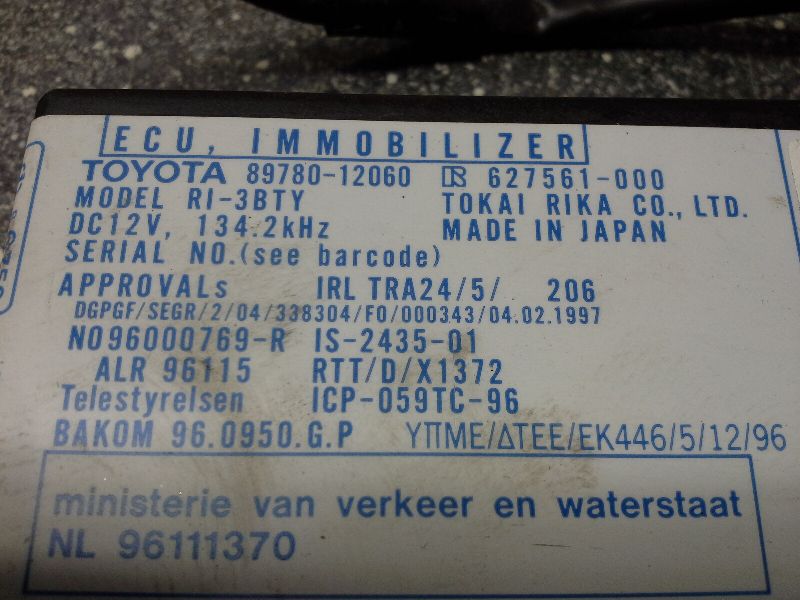 ECU, IMMOBILIZER
TOYOTA 89780-12060 R 627561-000
MODEL RI-3BTY TOKAI RIKA CO., LTD.
DC12V, 134.2kHz MADE IN JAPAN
SERIAL NO.(see barcode)
APPROVALs IRL TRA24/5/ 206
DGPGF/SEGR/2/04/338304/F0/000343/04.02.1997
NO96000769-R IS-2435-01
ALR 96115 RTT/D/X1372
Telestyrelsen ICP-059TC-96
BAKOM 96.0950.G.P ΥΠΜΕ/ΔΤΕΕ/ΕΚ446/5/12/96
ministerie van verkeer en waterstaat
NL 96111370